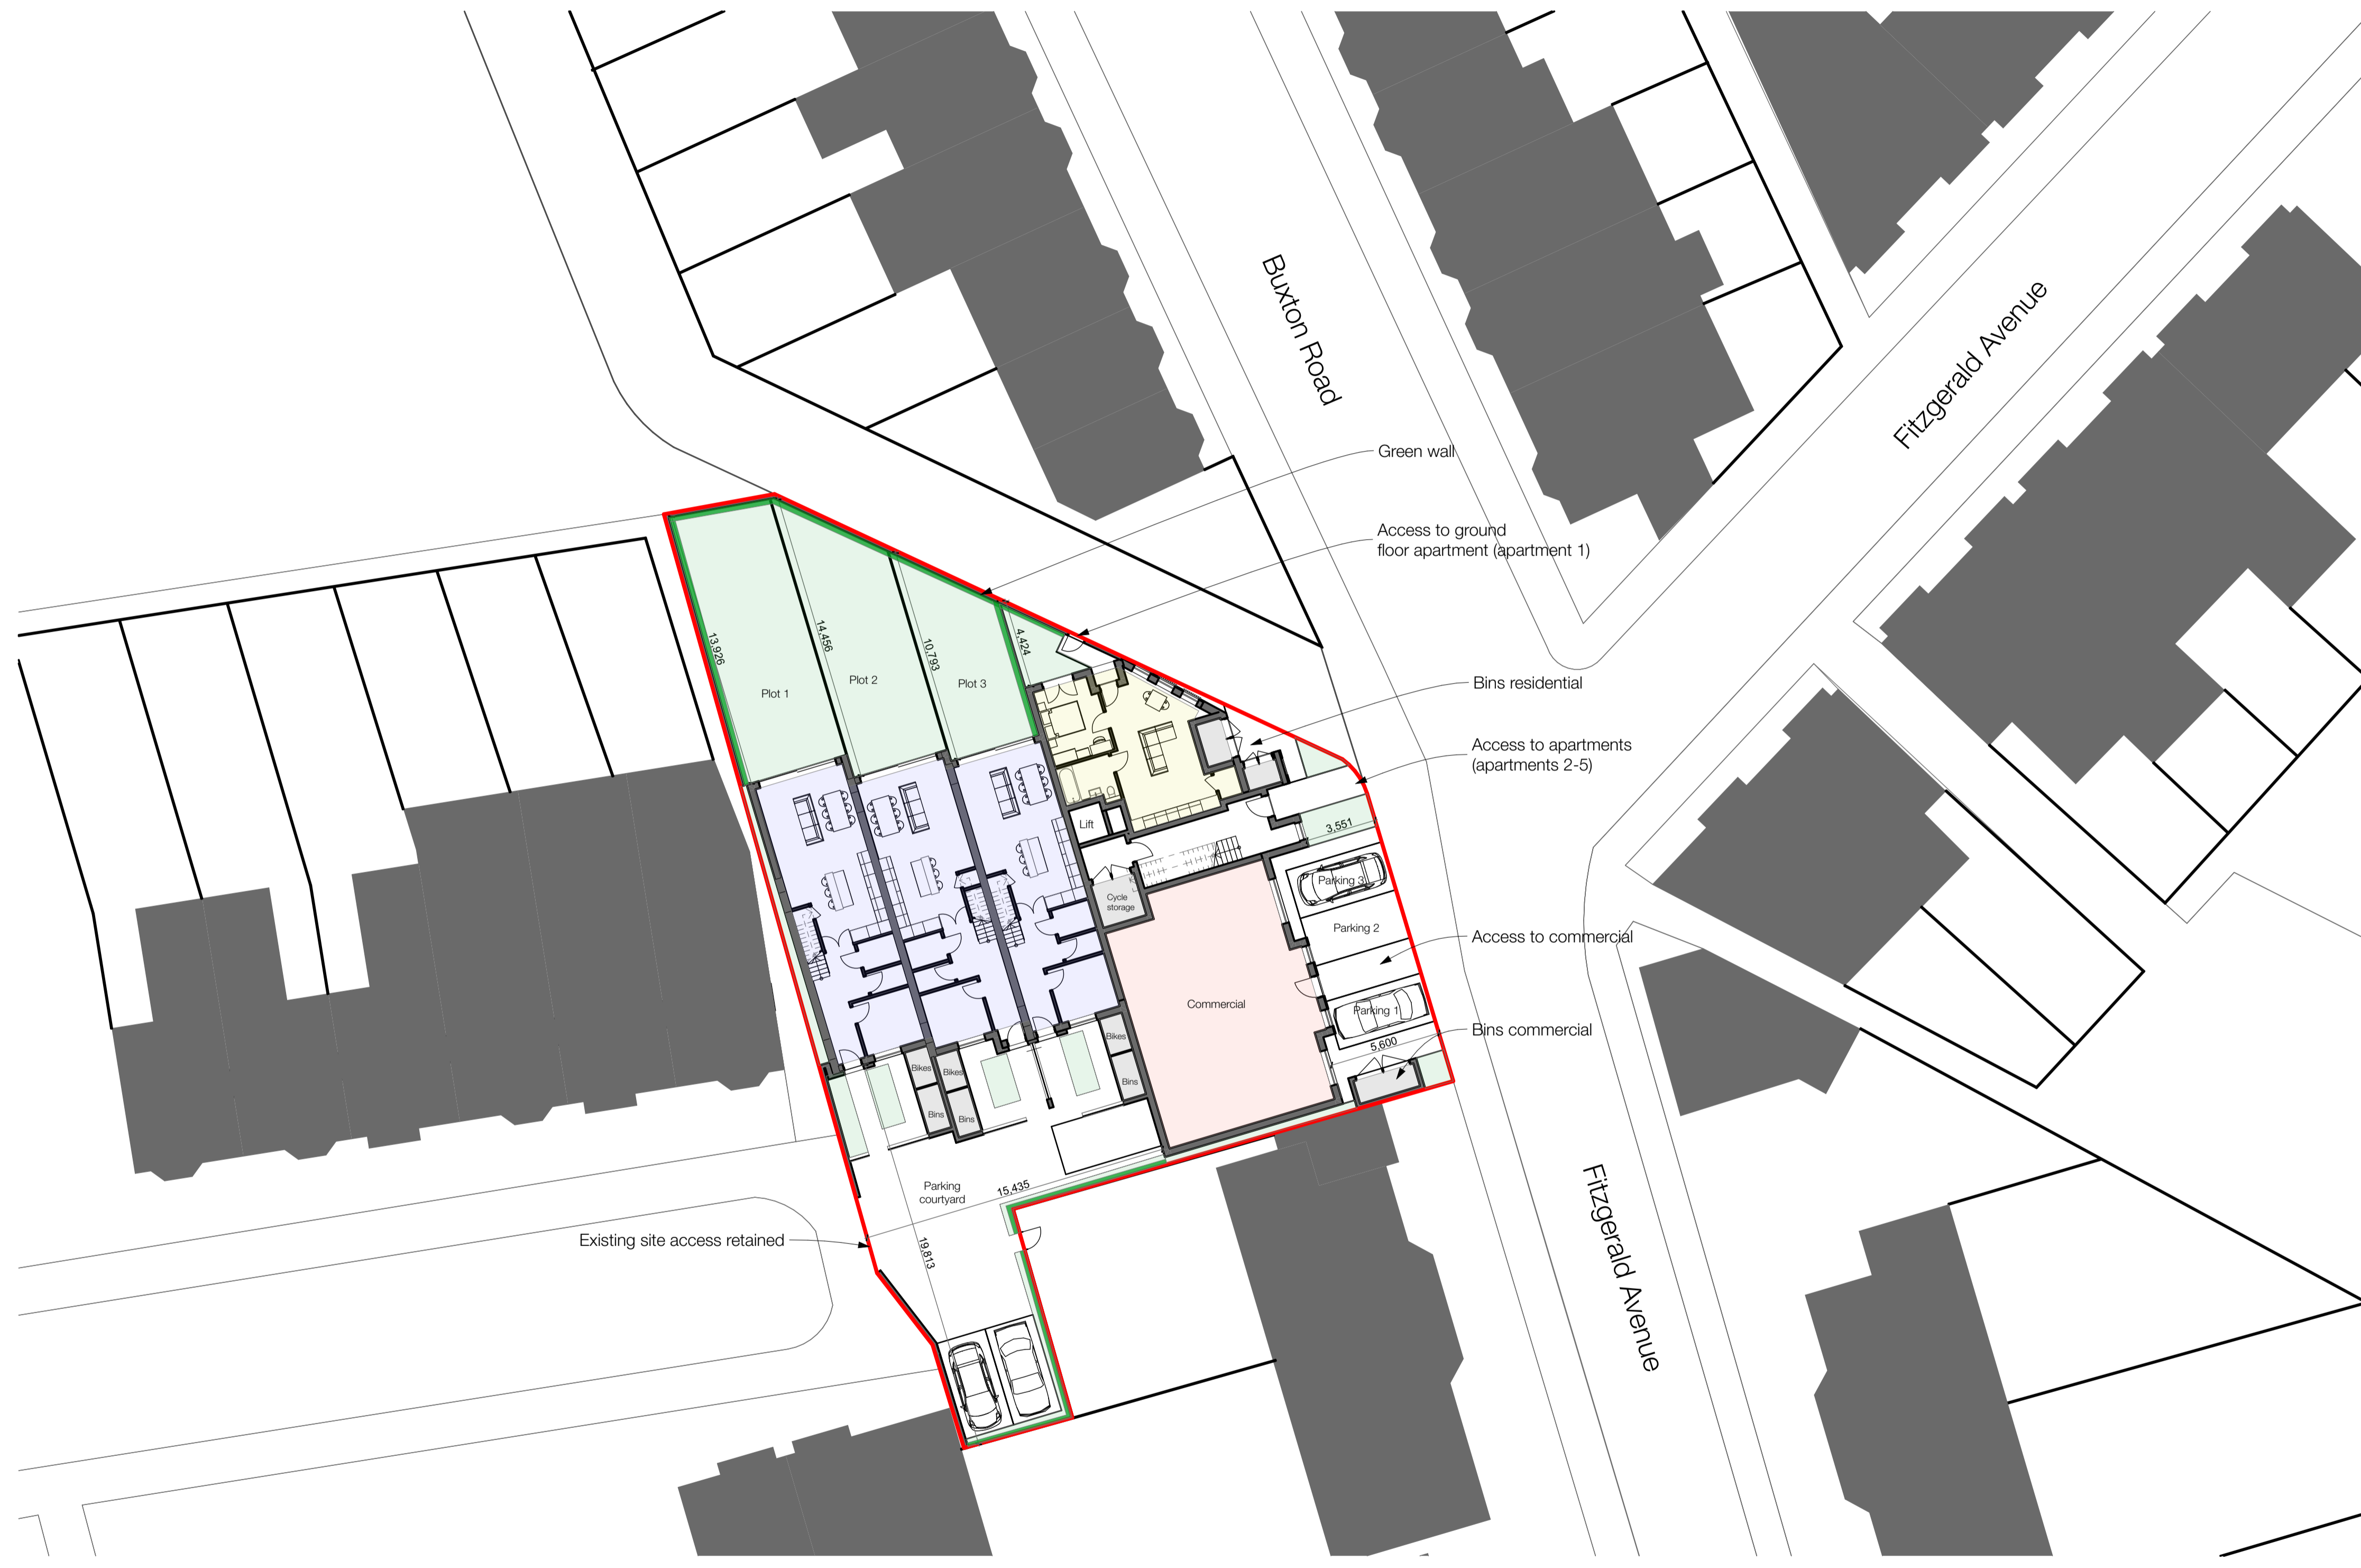 Buxton Road
Fitzgerald Avenue
Green wall
Access to ground
floor apartment (apartment 1)
13,926
14,456
10,793
4,424
Plot 1
Plot 2
Plot 3
Bins residential
Access to apartments
(apartments 2-5)
Lift
3,551
Parking 3
Cycle
storage
Parking 2
Access to commercial
Commercial
Parking 1
Bins commercial
5,600
Bikes
Bikes
Bikes
Bins
Bins
Bins
Parking
courtyard
15,435
Existing site access retained
19,813
Fitzgerald Avenue